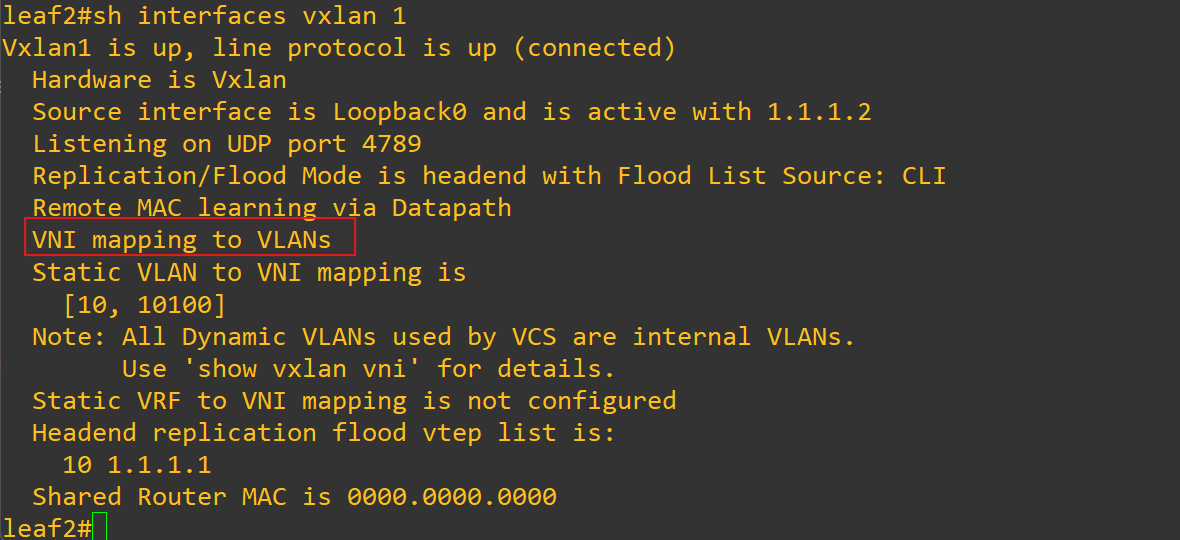 leaf2#sh interfaces vxlan 1
Vxlan1 is up, line protocol is up (connected)
  Hardware is Vxlan
  Source interface is Loopback0 and is active with 1.1.1.2
  Listening on UDP port 4789
  Replication/Flood Mode is headend with Flood List Source: CLI
  Remote MAC learning via Datapath
  VNI mapping to VLANs
  Static VLAN to VNI mapping is
    [10, 10100]
  Note: All Dynamic VLANs used by VCS are internal VLANs.
        Use 'show vxlan vni' for details.
  Static VRF to VNI mapping is not configured
  Headend replication flood vtep list is:
    10 1.1.1.1
  Shared Router MAC is 0000.0000.0000
leaf2#